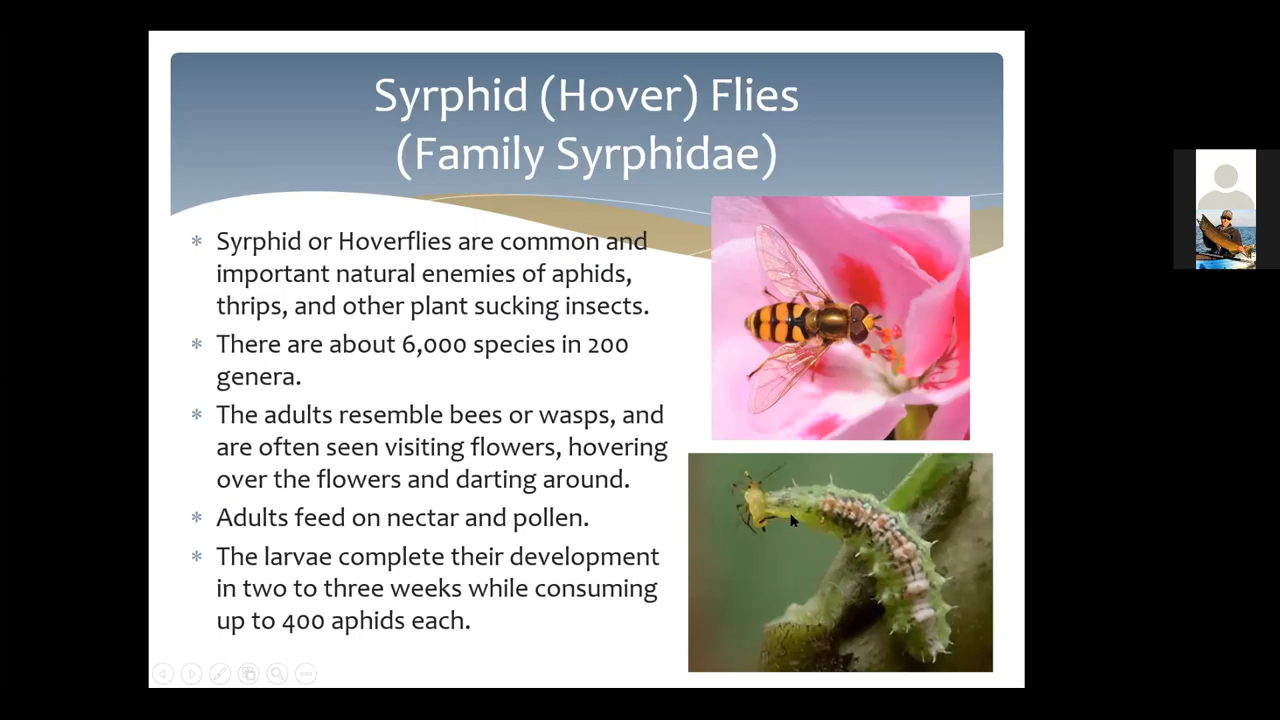 Syrphid (Hover) Flies
(Family Syrphidae)
* Syrphid or Hoverflies are common and
important natural enemies of aphids,
thrips, and other plant sucking insects.
* There are about 6,000 species in 200
genera.
* The adults resemble bees or wasps, and
are often seen visiting flowers, hovering
over the flowers and darting around.
* Adults feed on nectar and pollen.
* The larvae complete their development
in two to three weeks while consuming
up to 400 aphids each.